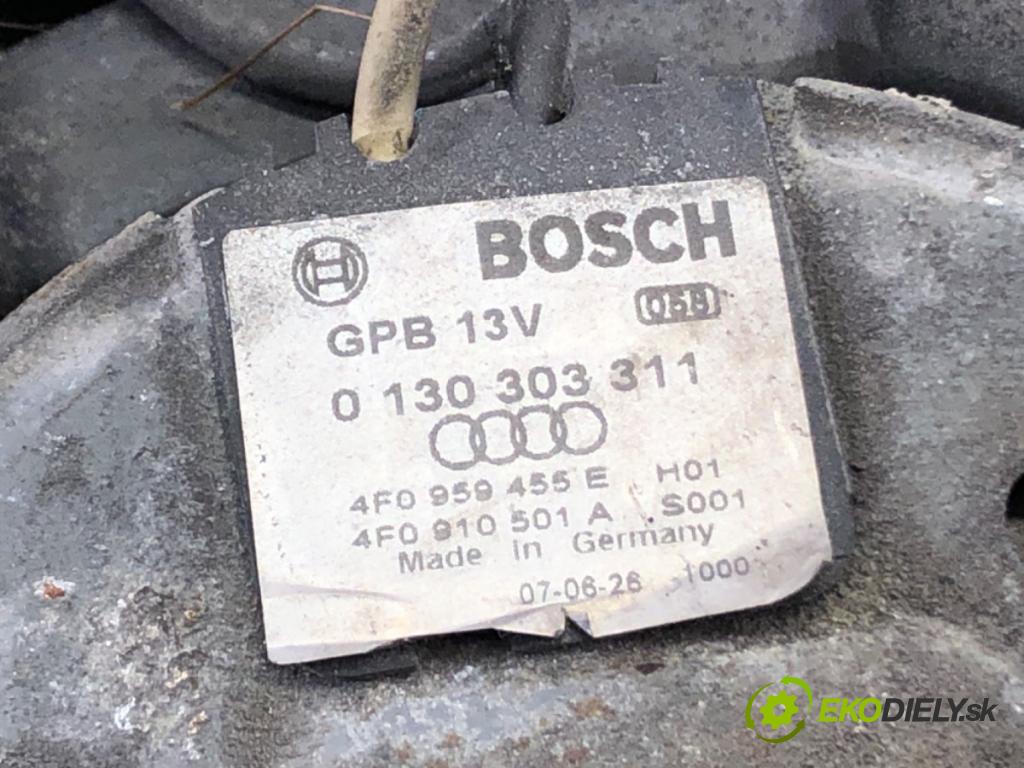 BOSCH
GPB 13V 058
0 130 303 311
4F0 959 455 E H01
4F0 910 501 A S001
Made in Germany
07-06-26 1000
EKODIELY.sk